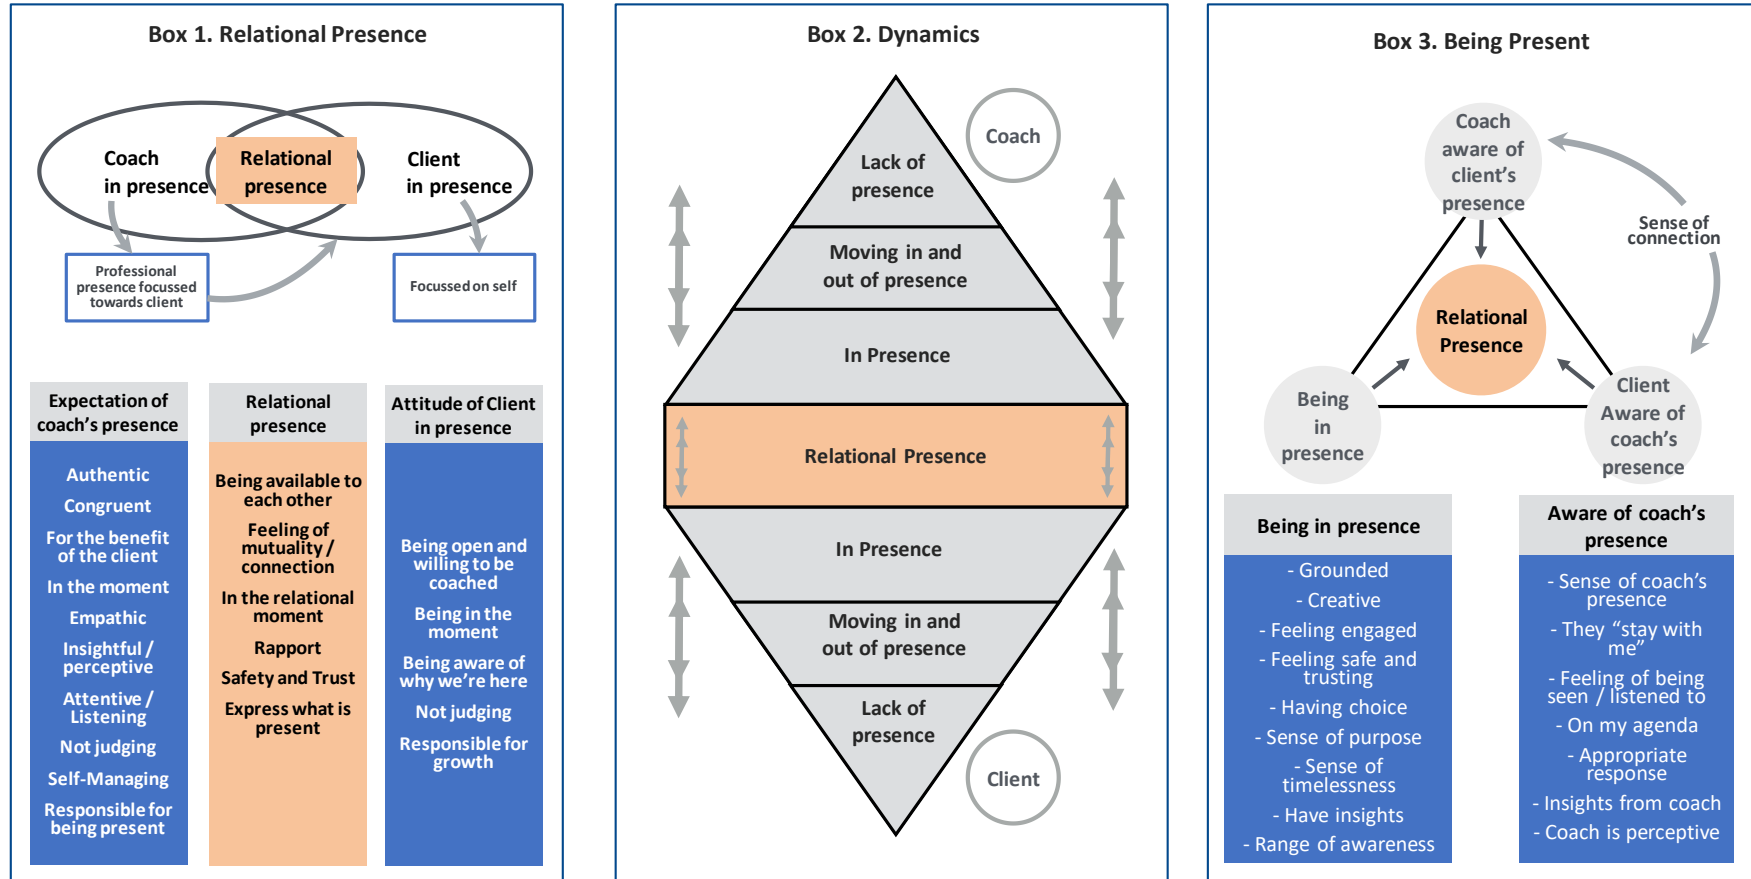 Box 1. Relational Presence
Coach
in presence
Relational
presence
Client
in presence
Professional
presence focussed
towards client
Focussed on self
Expectation of
coach's presence
Authentic
Congruent
For the benefit
of the client
In the moment
Empathic
Insightful /
perceptive
Attentive /
Listening
Not judging
Self-Managing
Responsible for
being present
Relational
presence
Being available to
each other
Feeling of
mutuality /
connection
In the relational
moment
Rapport
Safety and Trust
Express what is
present
Attitude of Client
in presence
Being open and
willing to be
coached
Being in the
moment
Being aware of
why we're here
Not judging
Responsible for
growth
Box 2. Dynamics
Coach
Lack of
presence
Moving in and
out of presence
In Presence
Relational Presence
In Presence
Moving in and
out of presence
Lack of
presence
Client
Box 3. Being Present
Coach
aware of
client's
presence
Sense of
connection
Relational
Presence
Being
in
presence
Client
Aware of
coach's
presence
Being in presence
- Grounded
- Creative
- Feeling engaged
- Feeling safe and
trusting
- Having choice
- Sense of purpose
- Sense of
timelessness
- Have insights
- Range of awareness
Aware of coach's
presence
- Sense of coach's
presence
- They “stay with
me”
- Feeling of being
seen / listened to
- On my agenda
- Appropriate
response
- Insights from coach
- Coach is perceptive